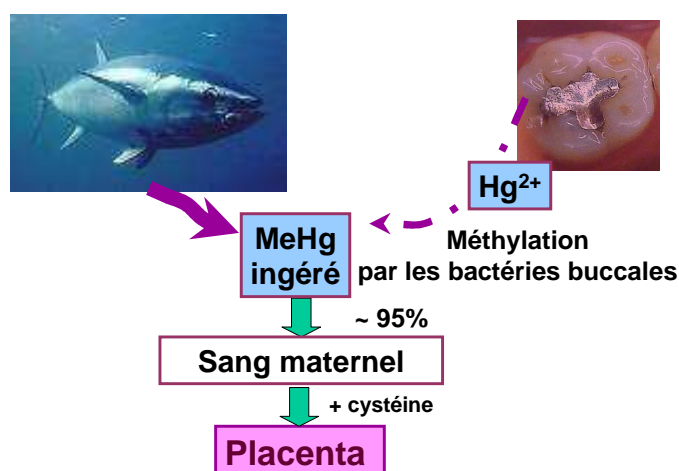 Hg²⁺
MeHg
ingéré
Méthylation
par les bactéries buccales
~ 95%
Sang maternel
+ cystéine
Placenta